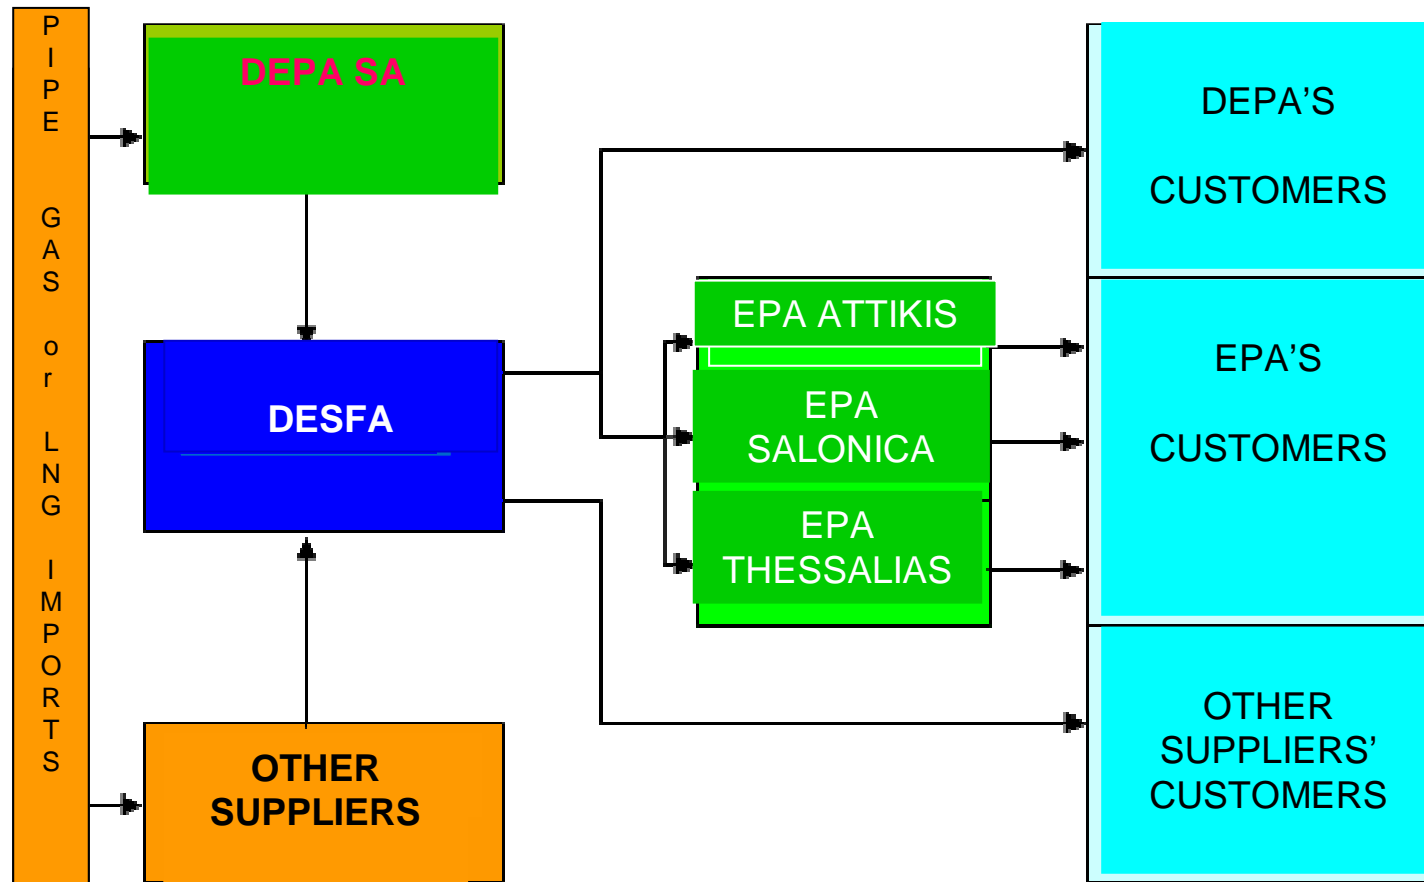 PIPE GAS or LNG IMPORTS
DEPA SA
DESFA
OTHER
SUPPLIERS
EPA ATTIKIS
EPA
SALONICA
EPA
THESSALIAS
DEPA’S
CUSTOMERS
EPA’S
CUSTOMERS
OTHER
SUPPLIERS’
CUSTOMERS